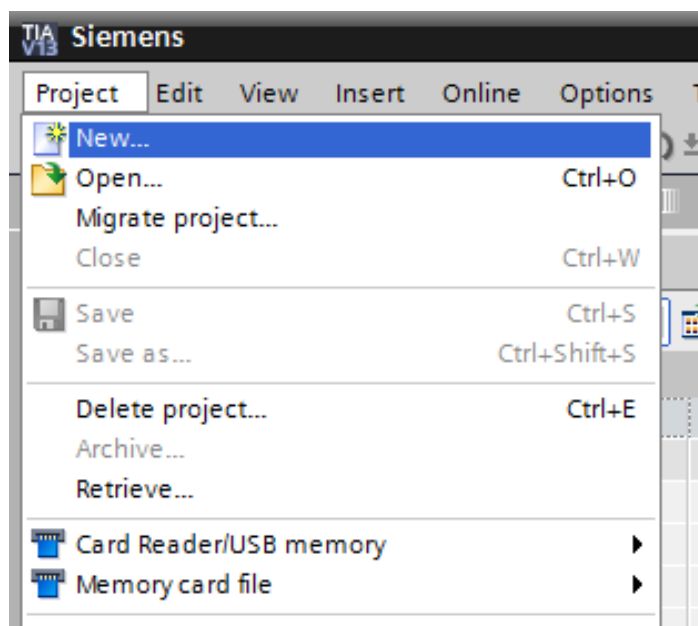 TIA V13 Siemens
Project Edit View Insert Online Options
New...
Open... Ctrl+O
Migrate project...
Close Ctrl+W
Save Ctrl+S
Save as... Ctrl+Shift+S
Delete project... Ctrl+E
Archive...
Retrieve...
Card Reader/USB memory
Memory card file